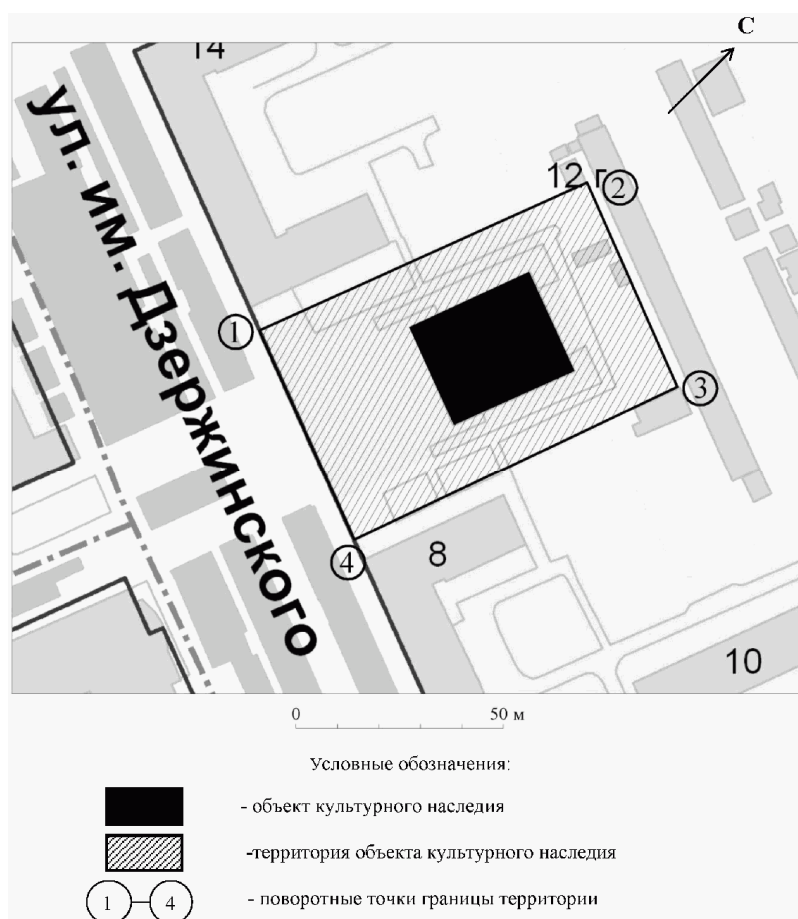 С
14
ул. им. Дзержинского
12 г
2
1
3
4
8
10
0 50 м
Условные обозначения:
- объект культурного наследия
-территория объекта культурного наследия
1 4 - поворотные точки границы территории